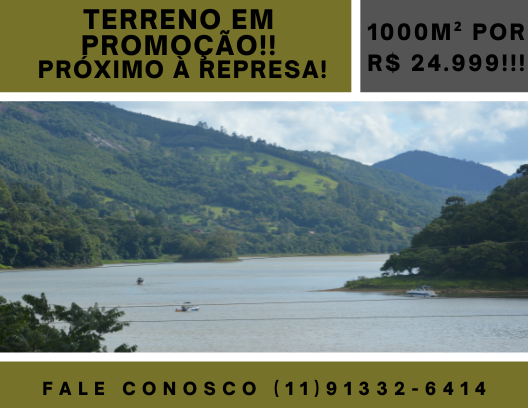 TERRENO EM
PROMOÇÃO!!
PRÓXIMO À REPRESA!
1000M² POR
R$ 24.999!!!
FALE CONOSCO (11)91332-6414